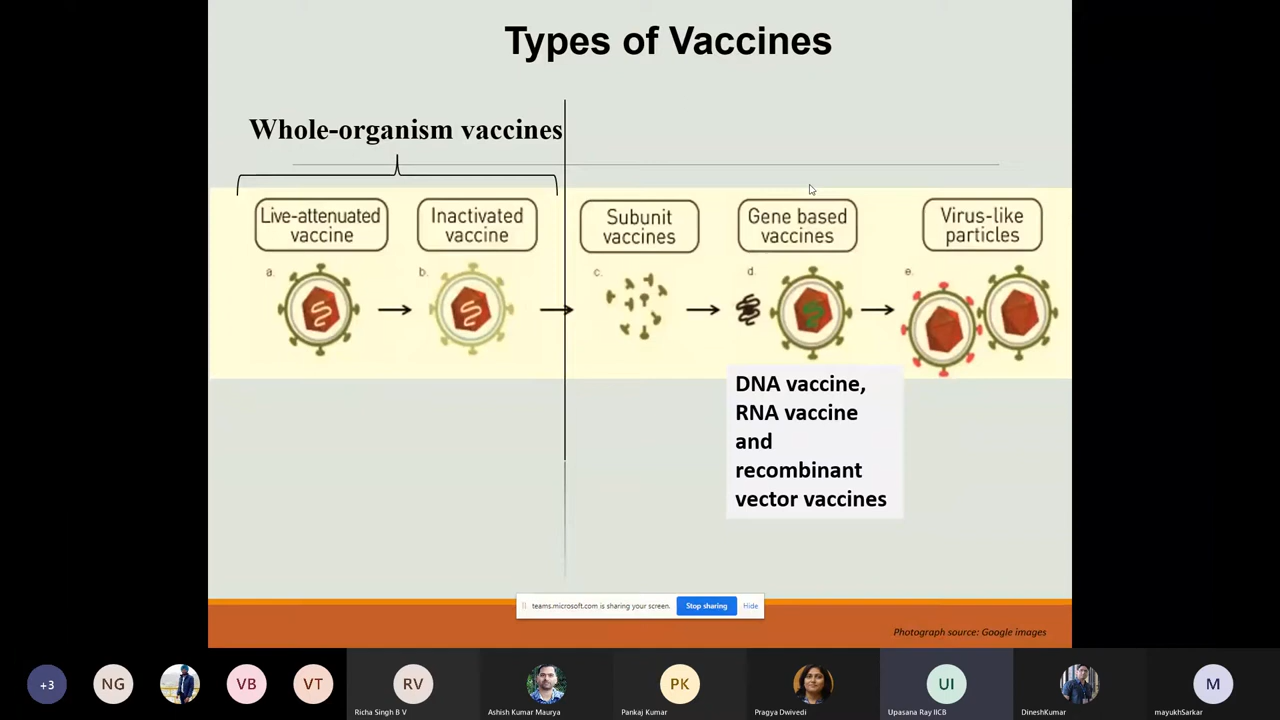 Types of Vaccines
Whole-organism vaccines
Live-attenuated
vaccine
Inactivated
vaccine
Subunit
vaccines
Gene based
vaccines
Virus-like
particles
a.
b.
c.
d.
e.
DNA vaccine,
RNA vaccine
and
recombinant
vector vaccines
teams.microsoft.com is sharing your screen.
Stop sharing
Hide
Photograph source: Google images
+3
NG
VB
VT
RV
PK
UI
M
Richa Singh B V
Ashish Kumar Maurya
Pankaj Kumar
Pragya Dwivedi
Upasana Ray IICB
DineshKumar
mayukhSarkar